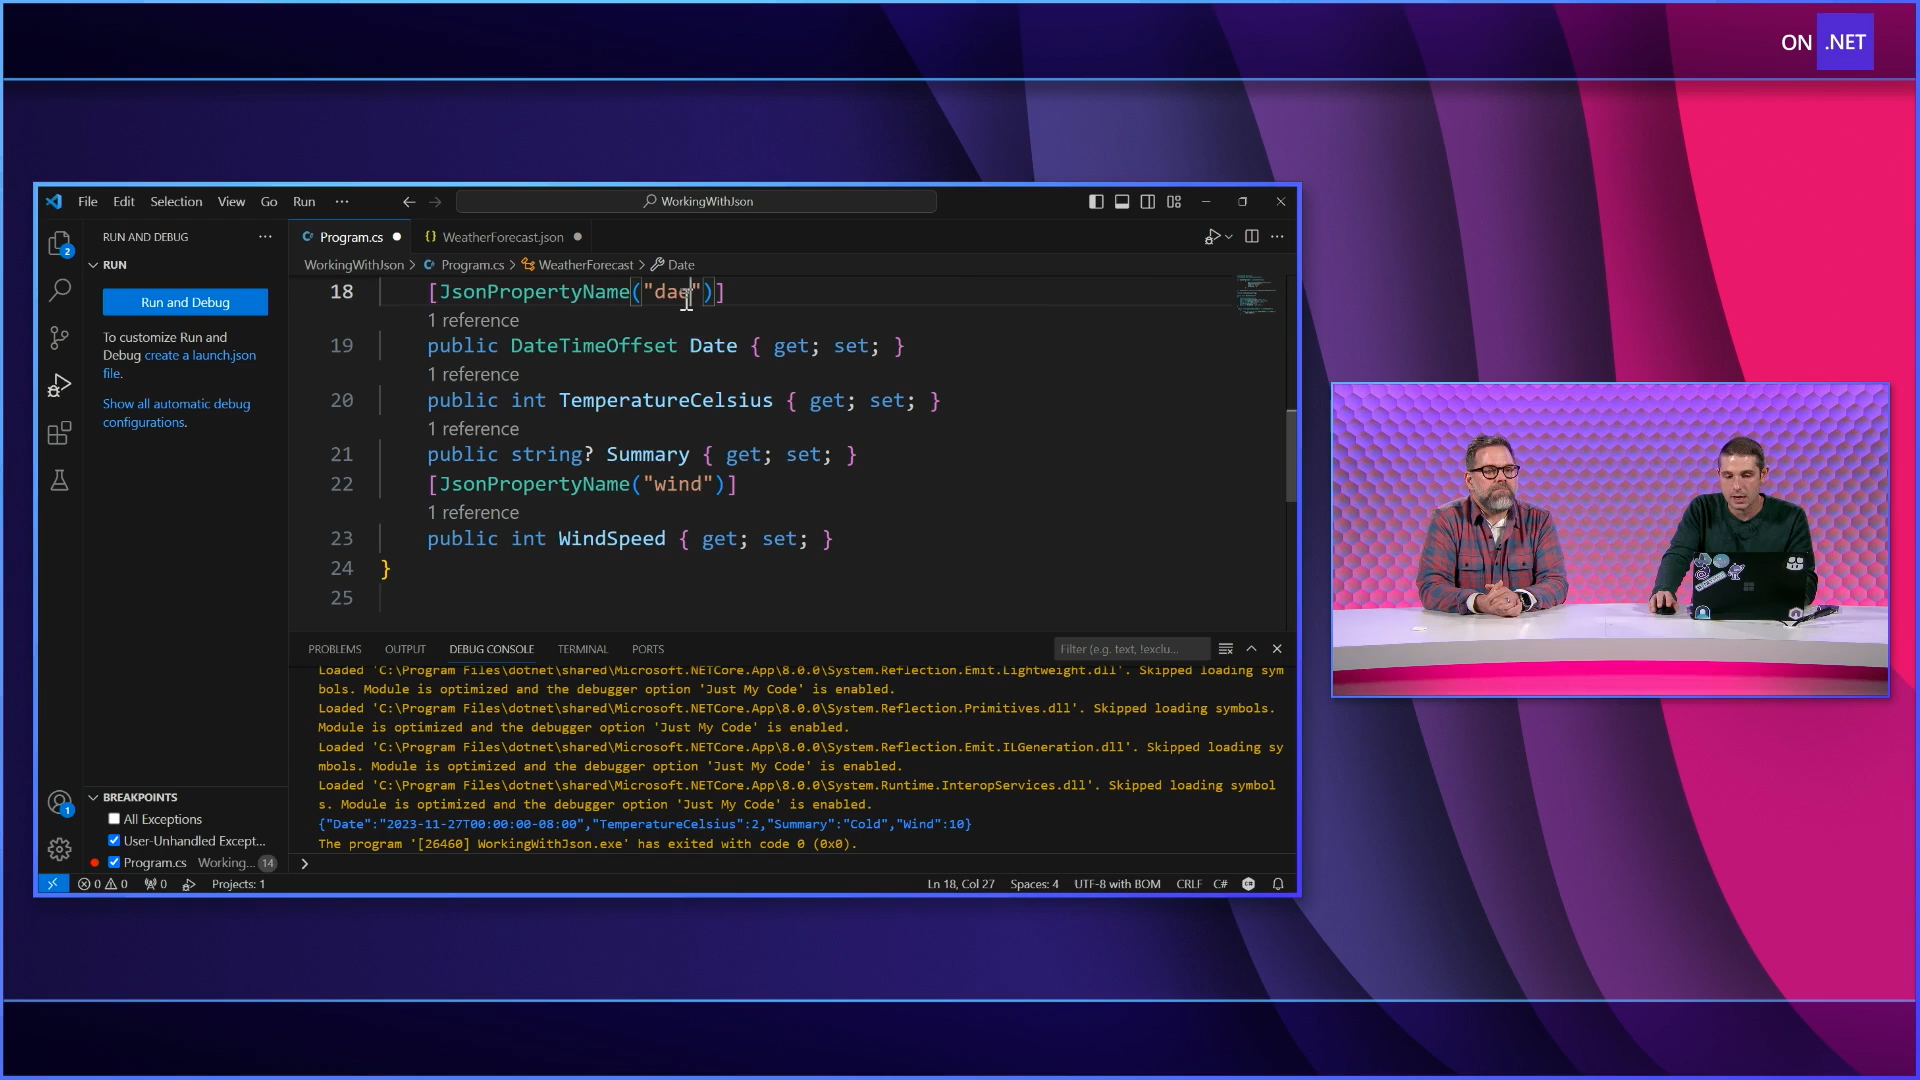 ON .NET
File Edit Selection View Go Run ··· WorkingWithJson
RUN AND DEBUG ···
RUN
Run and Debug
To customize Run and
Debug create a launch.json
file.
Show all automatic debug
configurations.
BREAKPOINTS
All Exceptions
User-Unhandled Except...
Program.cs Working... 14
2
1
Program.cs WeatherForecast.json
WorkingWithJson > Program.cs > WeatherForecast > Date
18 [JsonPropertyName("dae")]
1 reference
19 public DateTimeOffset Date { get; set; }
1 reference
20 public int TemperatureCelsius { get; set; }
1 reference
21 public string? Summary { get; set; }
22 [JsonPropertyName("wind")]
1 reference
23 public int WindSpeed { get; set; }
24 }
25
PROBLEMS OUTPUT DEBUG CONSOLE TERMINAL PORTS Filter (e.g. text, !exclu...
Loaded 'C:\Program Files\dotnet\shared\Microsoft.NETCore.App\8.0.0\System.Reflection.Emit.Lightweight.dll'. Skipped loading sym
bols. Module is optimized and the debugger option 'Just My Code' is enabled.
Loaded 'C:\Program Files\dotnet\shared\Microsoft.NETCore.App\8.0.0\System.Reflection.Primitives.dll'. Skipped loading symbols.
Module is optimized and the debugger option 'Just My Code' is enabled.
Loaded 'C:\Program Files\dotnet\shared\Microsoft.NETCore.App\8.0.0\System.Reflection.Emit.ILGeneration.dll'. Skipped loading sy
mbols. Module is optimized and the debugger option 'Just My Code' is enabled.
Loaded 'C:\Program Files\dotnet\shared\Microsoft.NETCore.App\8.0.0\System.Runtime.InteropServices.dll'. Skipped loading symbol
s. Module is optimized and the debugger option 'Just My Code' is enabled.
{"Date":"2023-11-27T00:00:00-08:00","TemperatureCelsius":2,"Summary":"Cold","Wind":10}
The program '[26460] WorkingWithJson.exe' has exited with code 0 (0x0).
>
0 0 0 Projects: 1 Ln 18, Col 27 Spaces: 4 UTF-8 with BOM CRLF C#